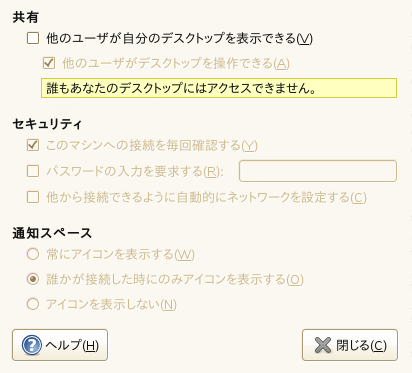 共有
他のユーザが自分のデスクトップを表示できる(V)
他のユーザがデスクトップを操作できる(A)
誰もあなたのデスクトップにはアクセスできません。
セキュリティ
このマシンへの接続を毎回確認する(Y)
パスワードの入力を要求する(R):
他から接続できるように自動的にネットワークを設定する(C)
通知スペース
常にアイコンを表示する(W)
誰かが接続した時にのみアイコンを表示する(O)
アイコンを表示しない(N)
ヘルプ(H) 閉じる(C)